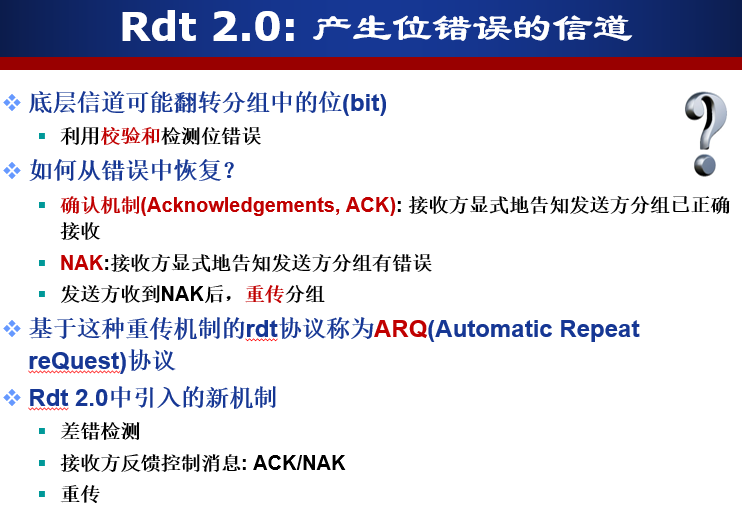 Rdt 2.0: 产生位错误的信道
底层信道可能翻转分组中的位(bit)
利用校验和检测位错误
如何从错误中恢复？
确认机制(Acknowledgements, ACK): 接收方显式地告知发送方分组已正确
接收
NAK:接收方显式地告知发送方分组有错误
发送方收到NAK后，重传分组
基于这种重传机制的rdt协议称为ARQ(Automatic Repeat
reQuest)协议
Rdt 2.0中引入的新机制
差错检测
接收方反馈控制消息: ACK/NAK
重传